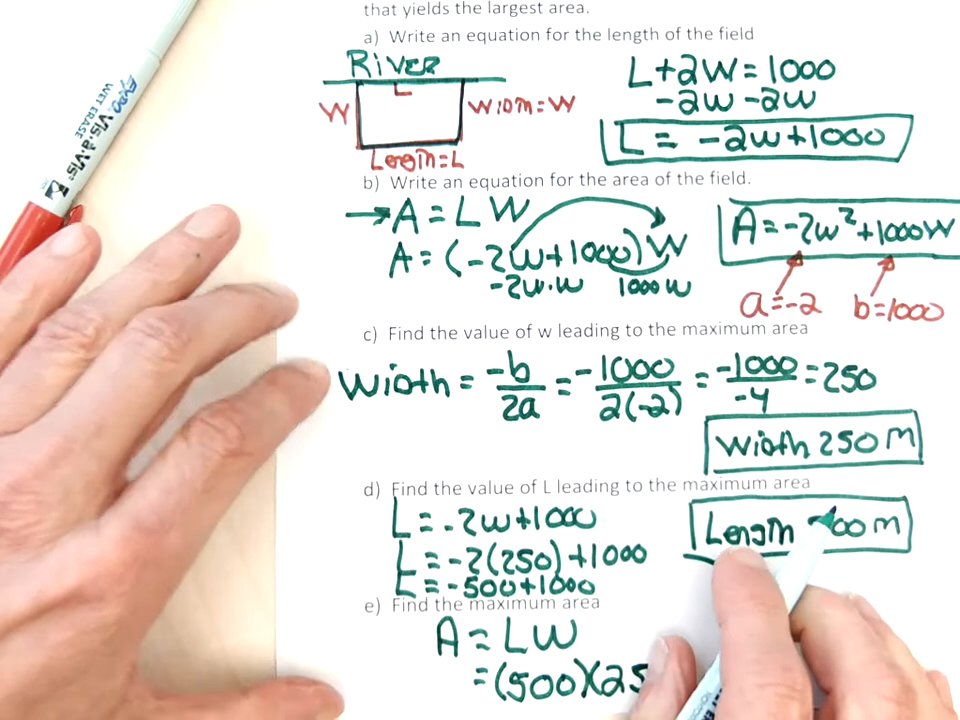 that yields the largest area.
a) Write an equation for the length of the field
RIVER
L
W
WIDTH = W
Length = L
L + 2W = 1000
-2W -2W
L = -2W + 1000
b) Write an equation for the area of the field.
→ A = L W
A = (-2W + 1000) W
-2W·W 1000W
A = -2W² + 1000W
a = -2 b = 1000
c) Find the value of w leading to the maximum area
Width = -b/2a = -1000/2(-2) = -1000/-4 = 250
Width 250 M
d) Find the value of L leading to the maximum area
L = -2W + 1000
L = -2(250) + 1000
L = -500 + 1000
Length 00 m
e) Find the maximum area
A = LW
= (500)(25
EXPO Vis.à.Vis
WET ERASE